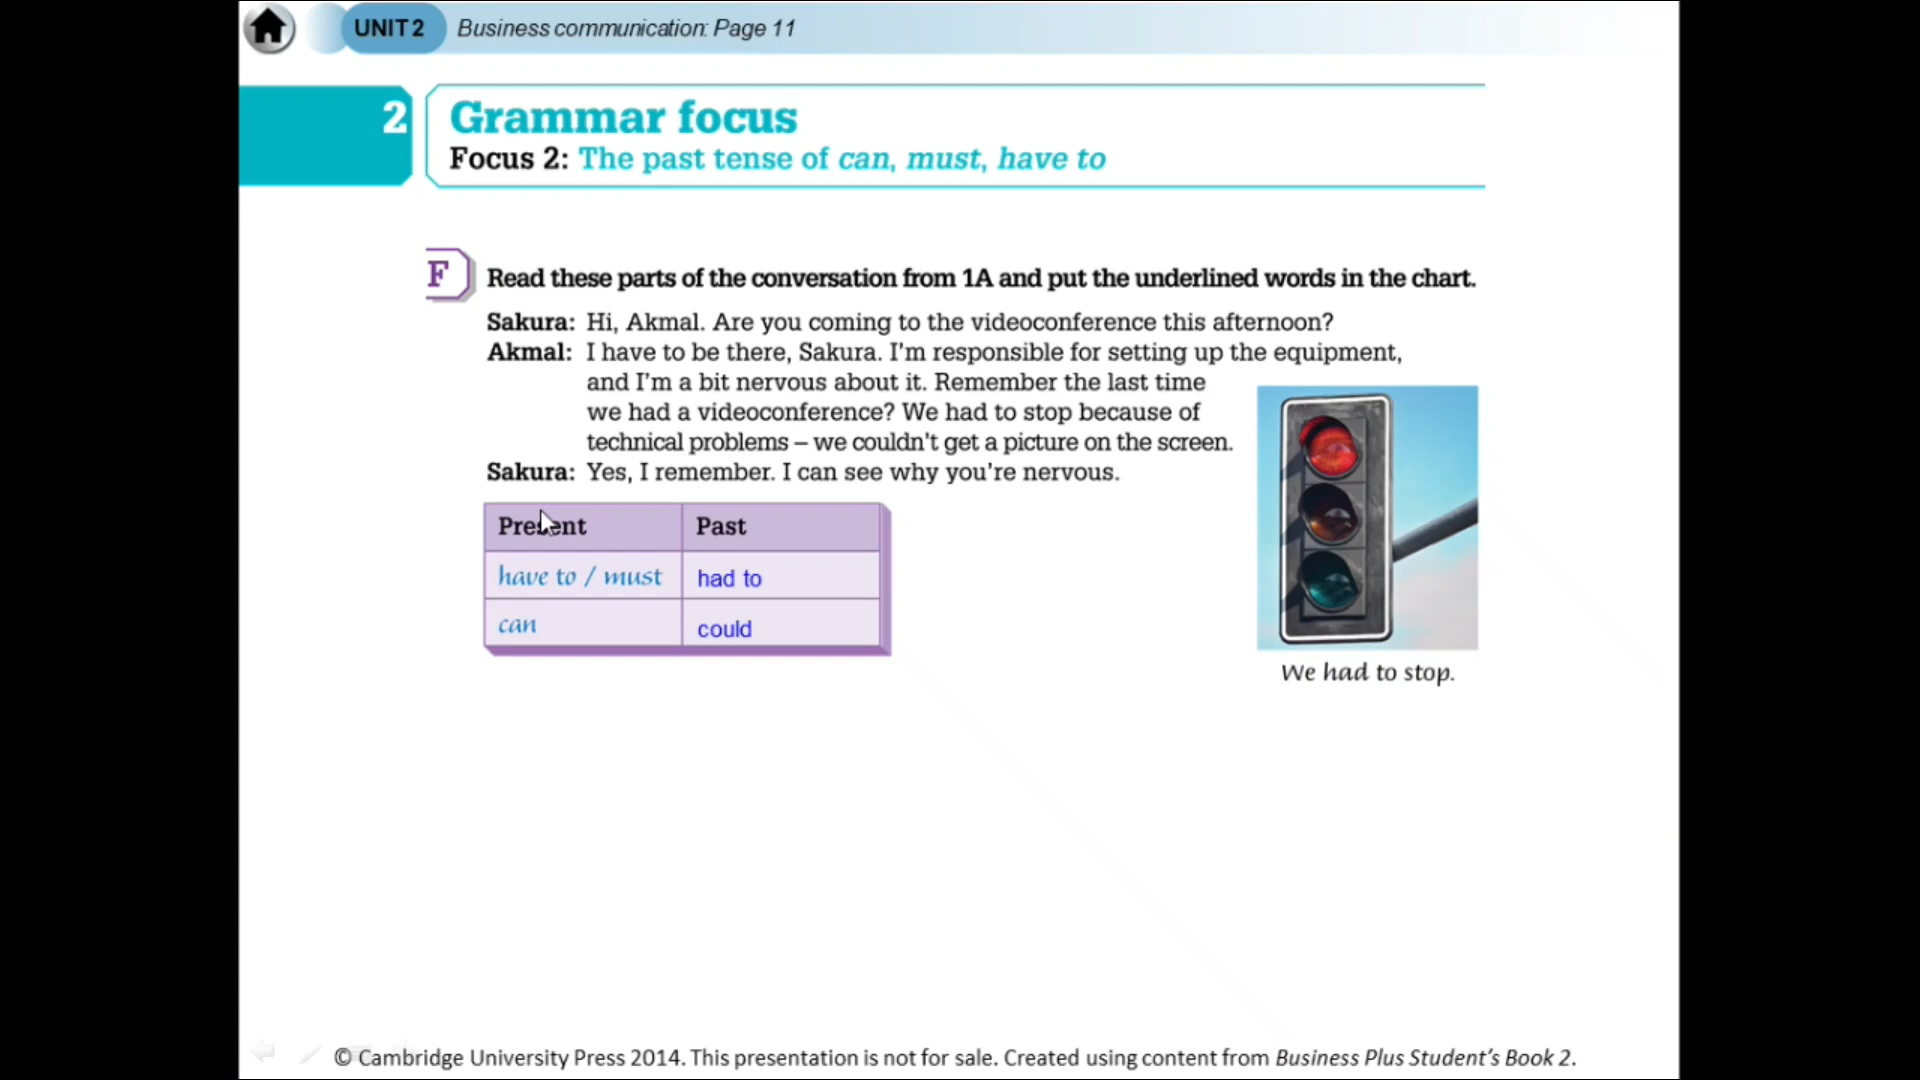 UNIT 2 Business communication: Page 11
2 Grammar focus
Focus 2: The past tense of can, must, have to
F Read these parts of the conversation from 1A and put the underlined words in the chart.
Sakura: Hi, Akmal. Are you coming to the videoconference this afternoon?
Akmal: I have to be there, Sakura. I'm responsible for setting up the equipment,
and I'm a bit nervous about it. Remember the last time
we had a videoconference? We had to stop because of
technical problems – we couldn't get a picture on the screen.
Sakura: Yes, I remember. I can see why you're nervous.
Present Past
have to / must had to
can could
We had to stop.
© Cambridge University Press 2014. This presentation is not for sale. Created using content from Business Plus Student's Book 2.